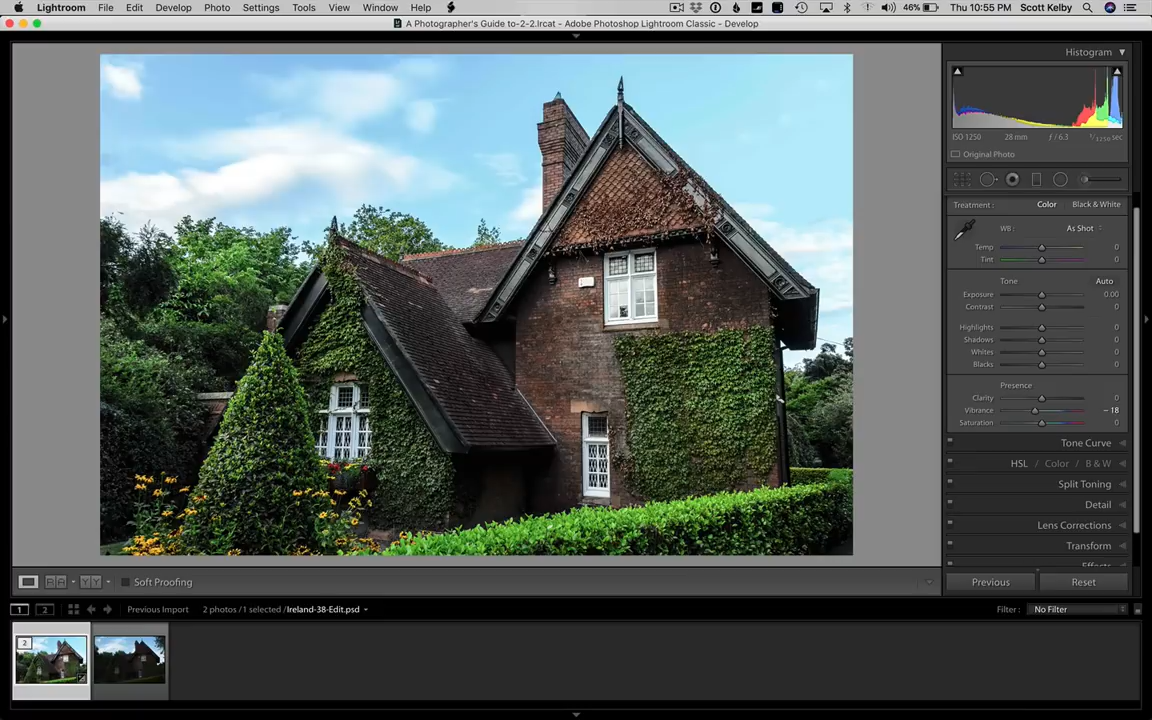 Lightroom File Edit Develop Photo Settings Tools View Window Help 46% Thu 10:55 PM Scott Kelby
A Photographer's Guide to-2-2.lrcat - Adobe Photoshop Lightroom Classic - Develop
Histogram
ISO 1250 28 mm ƒ / 6.3 1/3250 sec
Original Photo
Treatment : Color Black & White
WB : As Shot
Temp 0
Tint 0
Tone Auto
Exposure 0.00
Contrast 0
Highlights 0
Shadows 0
Whites 0
Blacks 0
Presence
Clarity 0
Vibrance – 18
Saturation 0
Tone Curve
HSL / Color / B & W
Split Toning
Detail
Lens Corrections
Transform
Effects
Soft Proofing
Previous Reset
1 2 Previous Import 2 photos / 1 selected / Ireland-38-Edit.psd Filter : No Filter
2